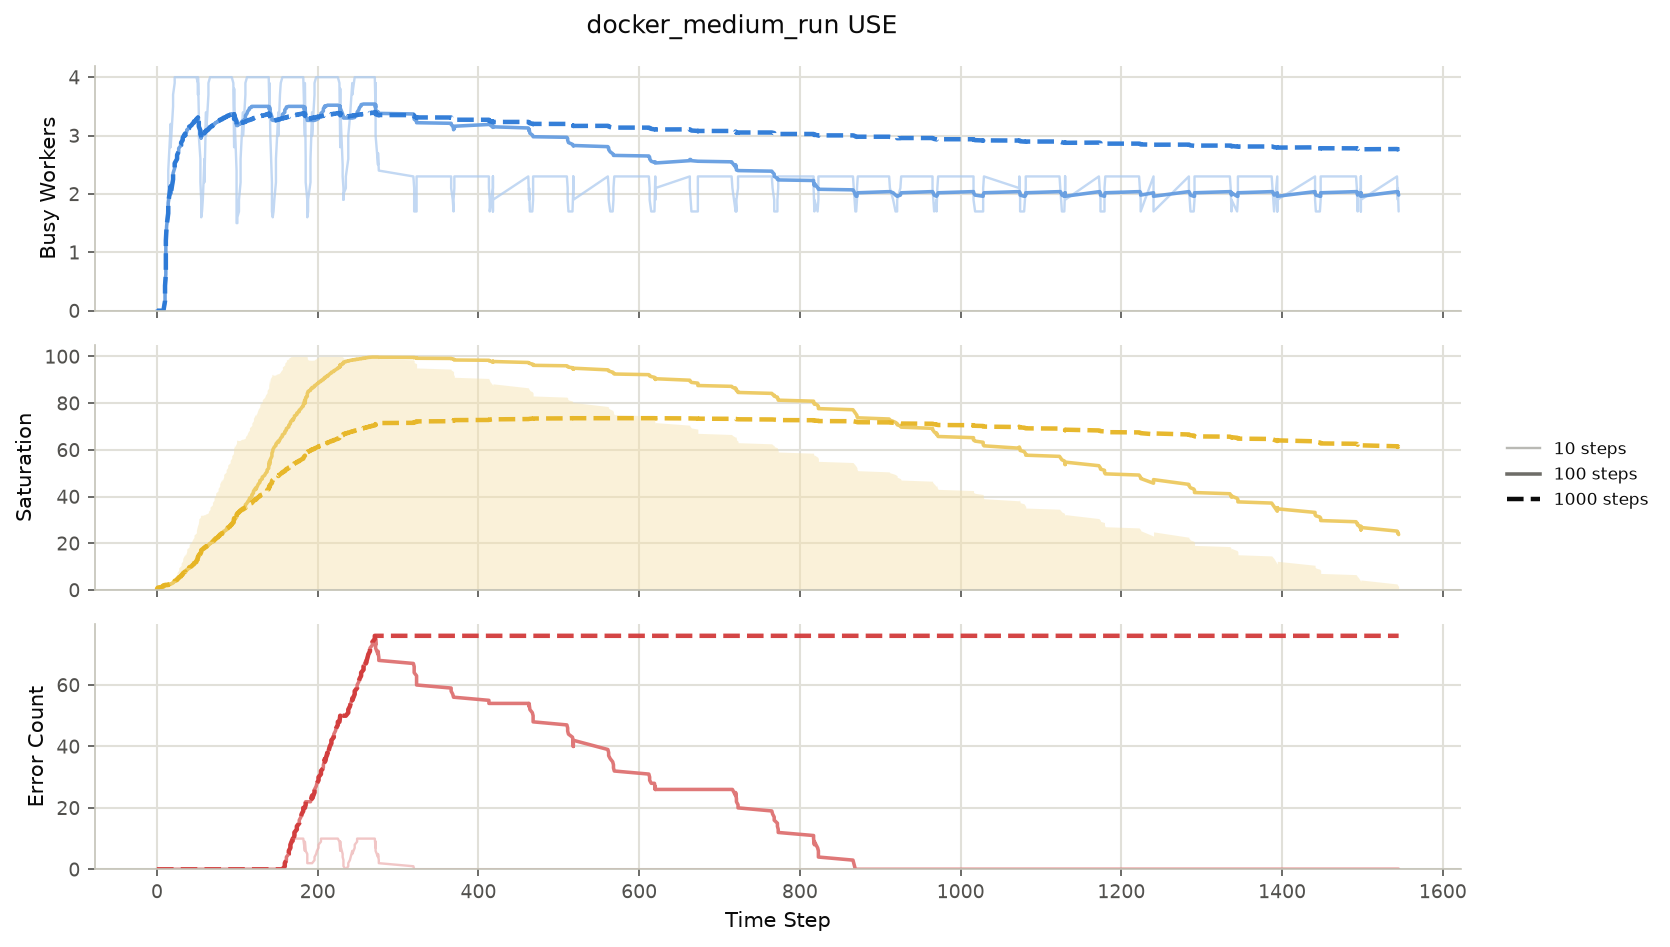 docker_medium_run USE
Busy Workers
4
3
2
1
0
Saturation
100
80
60
40
20
0
Error Count
60
40
20
0
0 200 400 600 800 1000 1200 1400 1600
Time Step
10 steps
100 steps
1000 steps